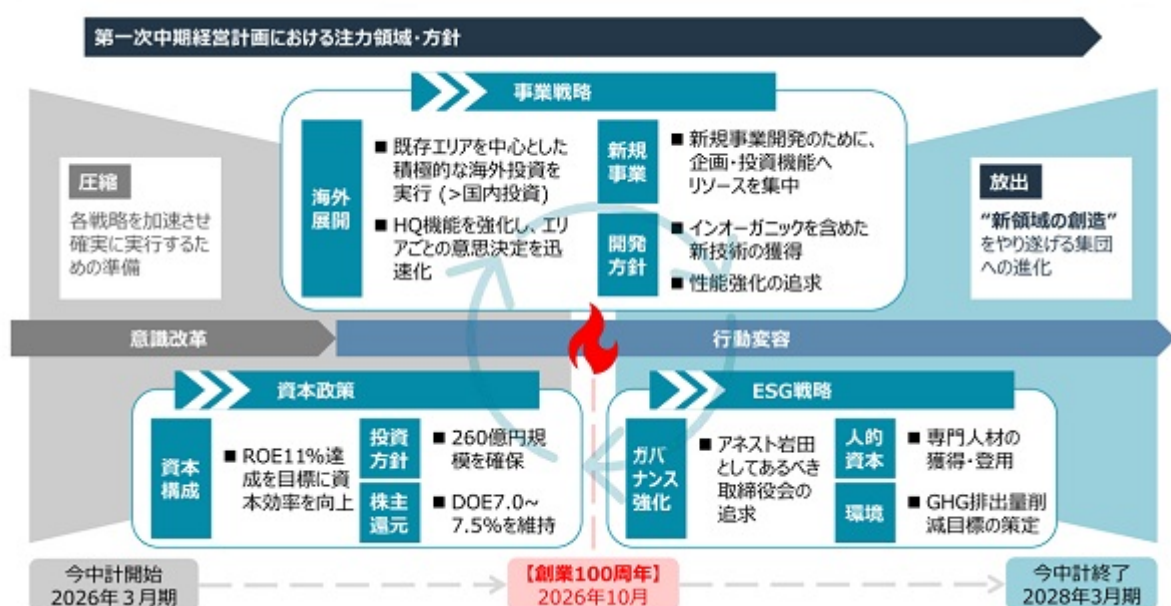 第一次中期経営計画における注力領域・方針
事業戦略
圧縮
各戦略を加速させ
確実に実行するた
めの準備
海外
展開
■ 既存エリアを中心とした
積極的な海外投資を
実行 (>国内投資)
■ HQ機能を強化し、エリ
アごとの意思決定を迅
速化
新規
事業
■ 新規事業開発のために、
企画・投資機能へ
リソースを集中
開発
方針
■ インオーガニックを含めた
新技術の獲得
■ 性能強化の追求
放出
“新領域の創造”
をやり遂げる集団
への進化
意識改革
行動変容
資本政策
資本
構成
■ ROE11%達
成を目標に資
本効率を向上
投資
方針
■ 260億円規
模を確保
株主
還元
■ DOE7.0~
7.5%を維持
ESG戦略
ガバ
ナンス
強化
■ アネスト岩田
としてあるべき
取締役会の
追求
人的
資本
■ 専門人材の
獲得・登用
環境
■ GHG排出量削
減目標の策定
今中計開始
2026年3月期
【創業100周年】
2026年10月
今中計終了
2028年3月期